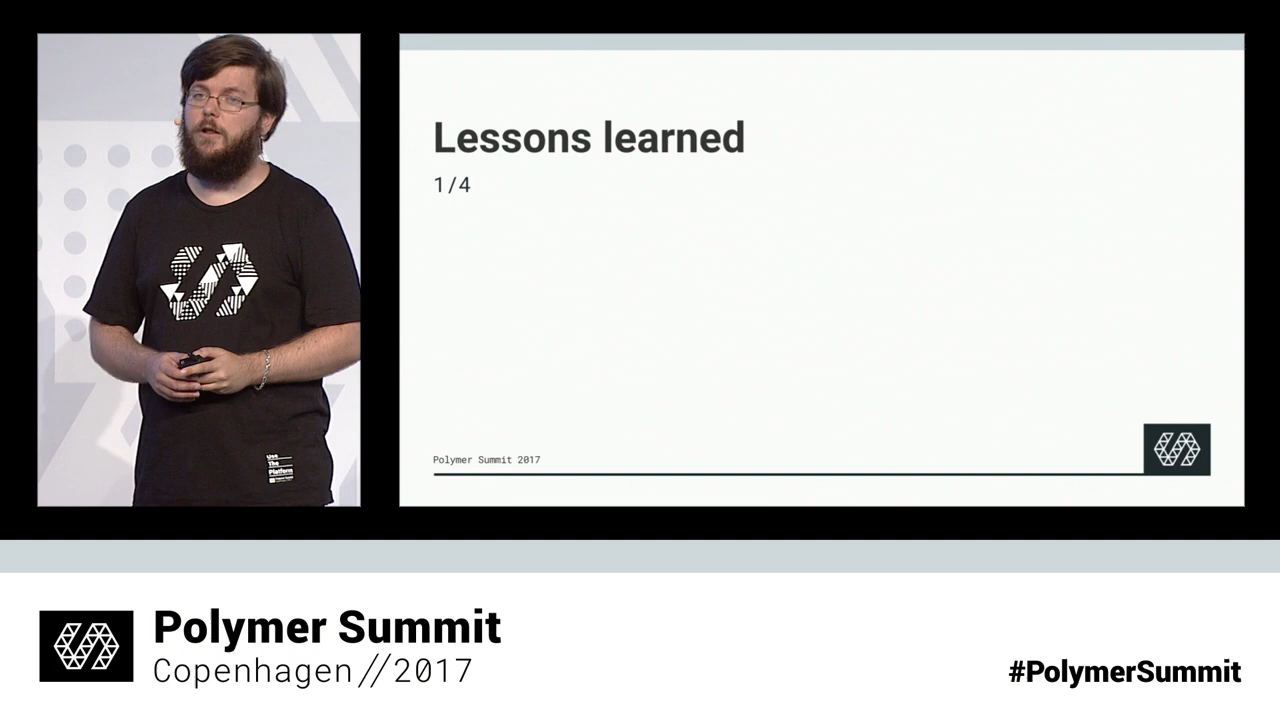 Lessons learned
1/4
Polymer Summit 2017
Use
The
Platform
Polymer Summit
Copenhagen//2017
#PolymerSummit